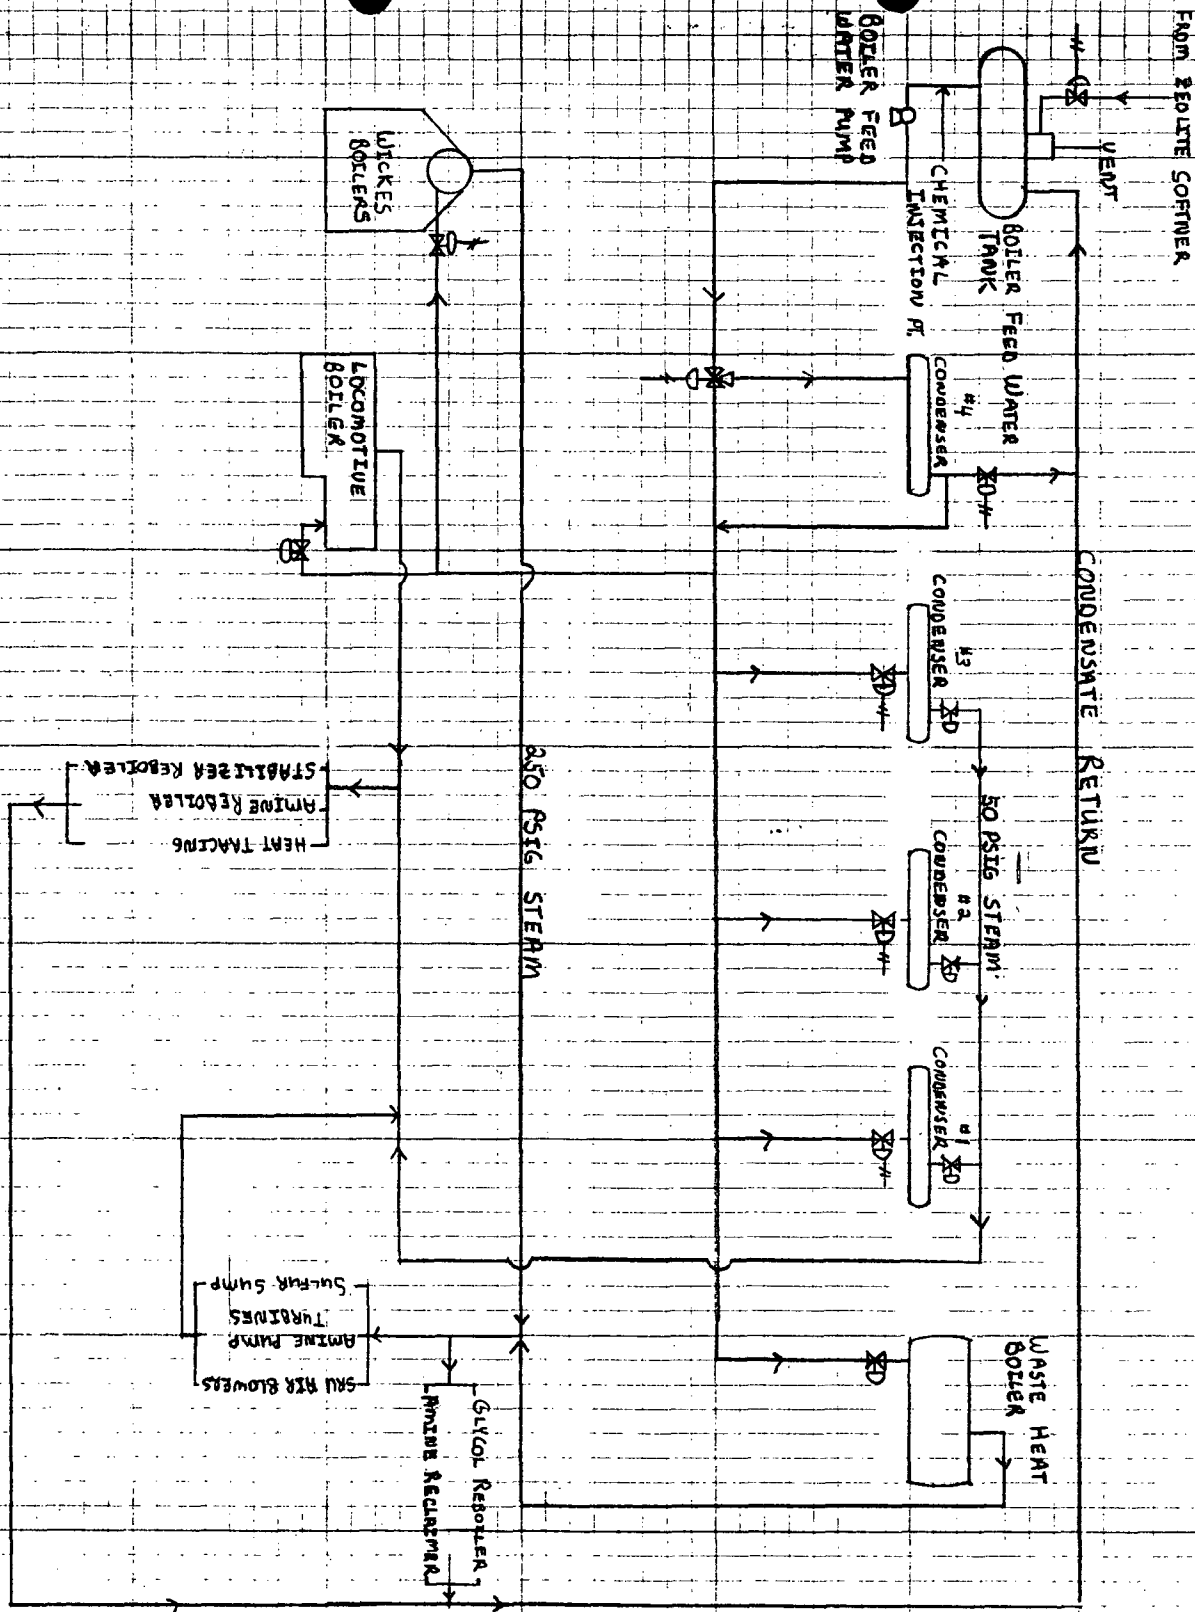 FROM ZEOLITE SOFTNER
VENT
BOILER FEED WATER
TANK
CHEMICAL
INJECTION PT.
BOILER FEED
WATER PUMP
WICKES
BOILERS
LOCOMOTIVE
BOILER
#4
CONDENSER
CONDENSATE RETURN
#3
CONDENSER
50 PSIG STEAM
#2
CONDENSER
#1
CONDENSER
250 PSIG STEAM
STABILIZER REBOILER
AMINE REBOILER
HEAT TRACING
SULFUR SUMP
TURBINES
AMINE PUMP
SRU AIR BLOWERS
GLYCOL REBOILER
AMINE RECLAIMER
WASTE HEAT
BOILER